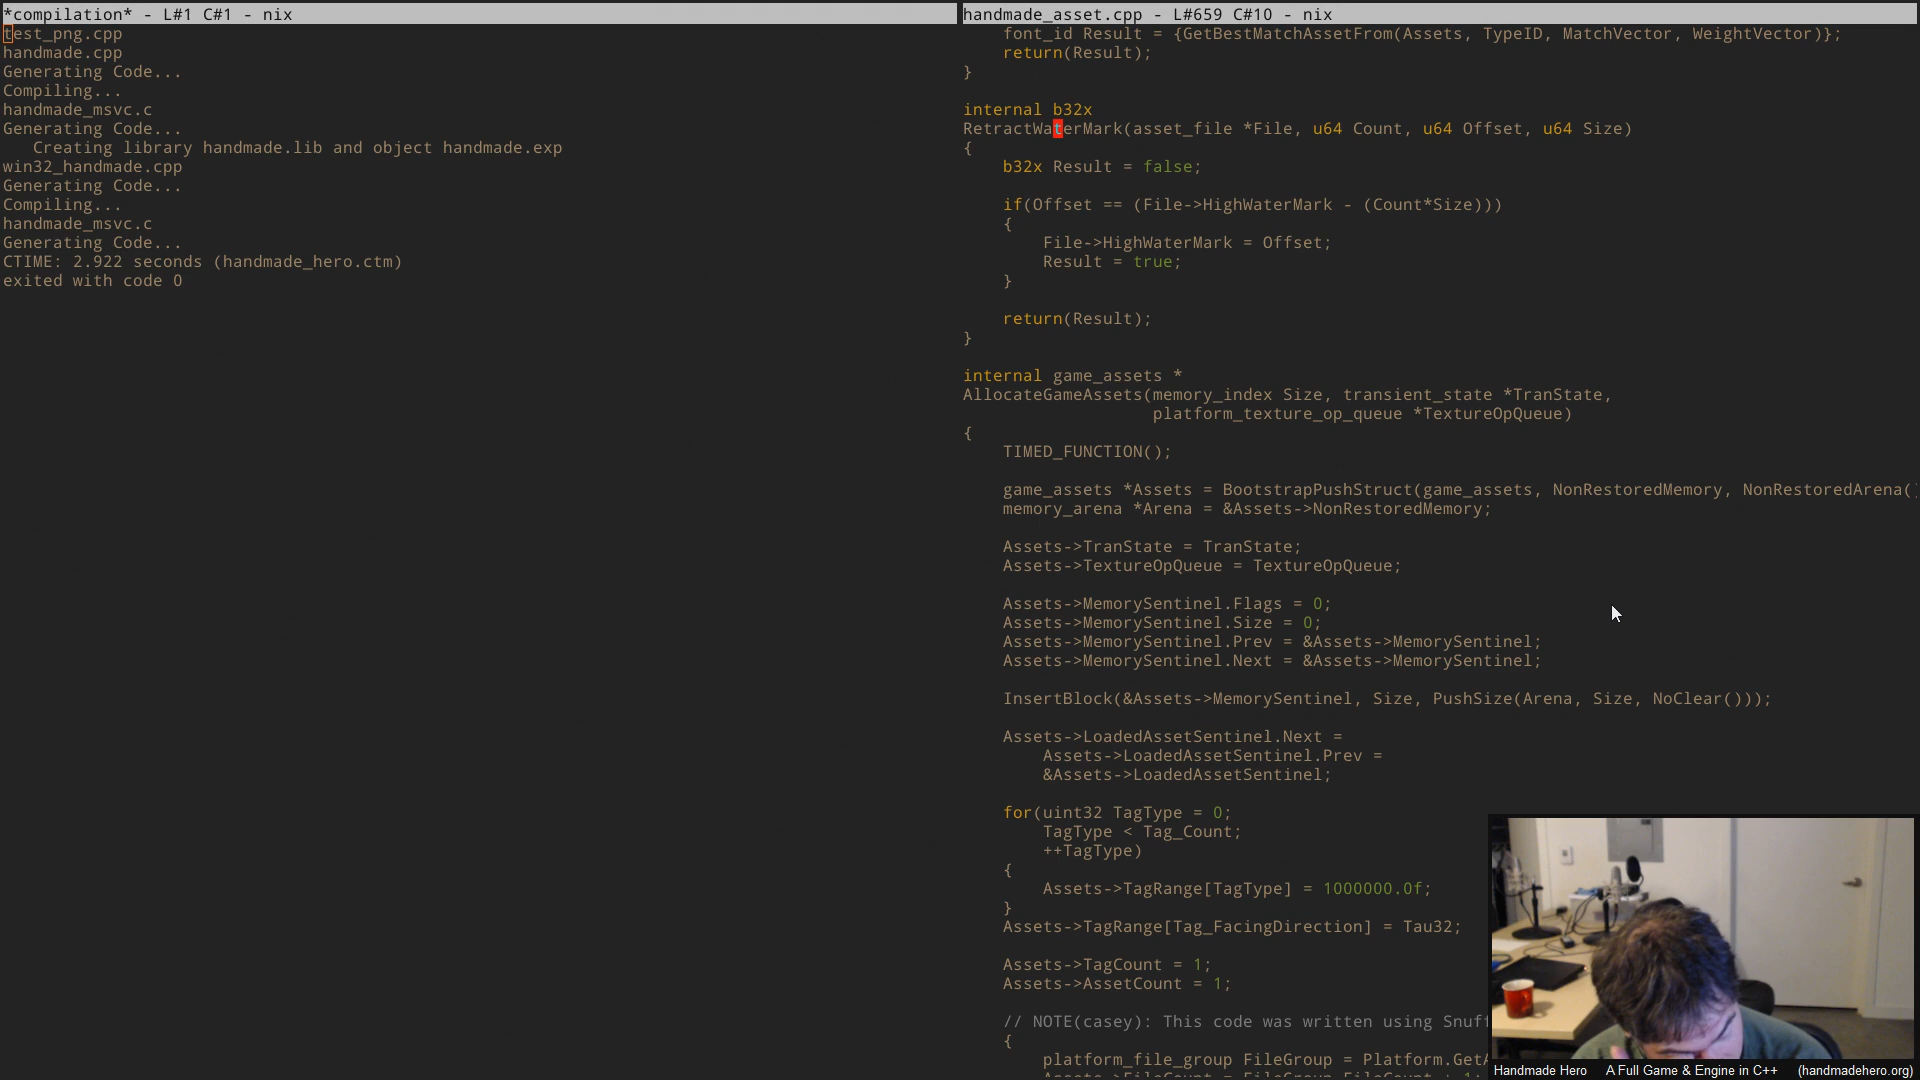 *compilation* - L#1 C#1 - nix
test_png.cpp
handmade.cpp
Generating Code...
Compiling...
handmade_msvc.c
Generating Code...
   Creating library handmade.lib and object handmade.exp
win32_handmade.cpp
Generating Code...
Compiling...
handmade_msvc.c
Generating Code...
CTIME: 2.922 seconds (handmade_hero.ctm)
exited with code 0
handmade_asset.cpp - L#659 C#10 - nix
    font_id Result = {GetBestMatchAssetFrom(Assets, TypeID, MatchVector, WeightVector)};
    return(Result);
}
internal b32x
RetractWaterMark(asset_file *File, u64 Count, u64 Offset, u64 Size)
{
    b32x Result = false;
    if(Offset == (File->HighWaterMark - (Count*Size)))
    {
        File->HighWaterMark = Offset;
        Result = true;
    }
    return(Result);
}
internal game_assets *
AllocateGameAssets(memory_index Size, transient_state *TranState,
                   platform_texture_op_queue *TextureOpQueue)
{
    TIMED_FUNCTION();
    game_assets *Assets = BootstrapPushStruct(game_assets, NonRestoredMemory, NonRestoredArena(
    memory_arena *Arena = &Assets->NonRestoredMemory;
    Assets->TranState = TranState;
    Assets->TextureOpQueue = TextureOpQueue;
    Assets->MemorySentinel.Flags = 0;
    Assets->MemorySentinel.Size = 0;
    Assets->MemorySentinel.Prev = &Assets->MemorySentinel;
    Assets->MemorySentinel.Next = &Assets->MemorySentinel;
    InsertBlock(&Assets->MemorySentinel, Size, PushSize(Arena, Size, NoClear()));
    Assets->LoadedAssetSentinel.Next =
        Assets->LoadedAssetSentinel.Prev =
        &Assets->LoadedAssetSentinel;
    for(uint32 TagType = 0;
        TagType < Tag_Count;
        ++TagType)
    {
        Assets->TagRange[TagType] = 1000000.0f;
    }
    Assets->TagRange[Tag_FacingDirection] = Tau32;
    Assets->TagCount = 1;
    Assets->AssetCount = 1;
    // NOTE(casey): This code was written using Snuf
    {
        platform_file_group FileGroup = Platform.Get
Handmade Hero A Full Game & Engine in C++ (handmadehero.org)